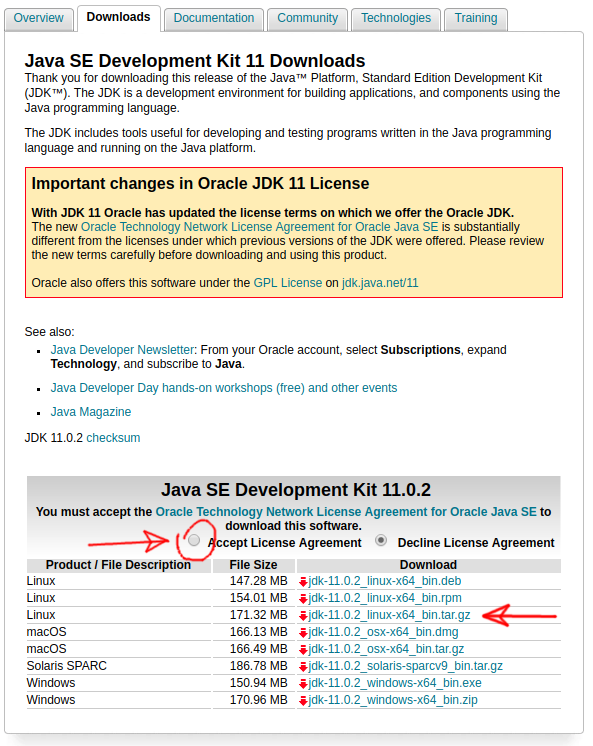 Overview Downloads Documentation Community Technologies Training
Java SE Development Kit 11 Downloads
Thank you for downloading this release of the Java™ Platform, Standard Edition Development Kit
(JDK™). The JDK is a development environment for building applications, and components using the
Java programming language.
The JDK includes tools useful for developing and testing programs written in the Java programming
language and running on the Java platform.
Important changes in Oracle JDK 11 License
With JDK 11 Oracle has updated the license terms on which we offer the Oracle JDK.
The new Oracle Technology Network License Agreement for Oracle Java SE is substantially
different from the licenses under which previous versions of the JDK were offered. Please review
the new terms carefully before downloading and using this product.
Oracle also offers this software under the GPL License on jdk.java.net/11
See also:
Java Developer Newsletter: From your Oracle account, select Subscriptions, expand
Technology, and subscribe to Java.
Java Developer Day hands-on workshops (free) and other events
Java Magazine
JDK 11.0.2 checksum
Java SE Development Kit 11.0.2
You must accept the Oracle Technology Network License Agreement for Oracle Java SE to
download this software.
Accept License Agreement Decline License Agreement
Product / File Description File Size Download
Linux 147.28 MB jdk-11.0.2_linux-x64_bin.deb
Linux 154.01 MB jdk-11.0.2_linux-x64_bin.rpm
Linux 171.32 MB jdk-11.0.2_linux-x64_bin.tar.gz
macOS 166.13 MB jdk-11.0.2_osx-x64_bin.dmg
macOS 166.49 MB jdk-11.0.2_osx-x64_bin.tar.gz
Solaris SPARC 186.78 MB jdk-11.0.2_solaris-sparcv9_bin.tar.gz
Windows 150.94 MB jdk-11.0.2_windows-x64_bin.exe
Windows 170.96 MB jdk-11.0.2_windows-x64_bin.zip